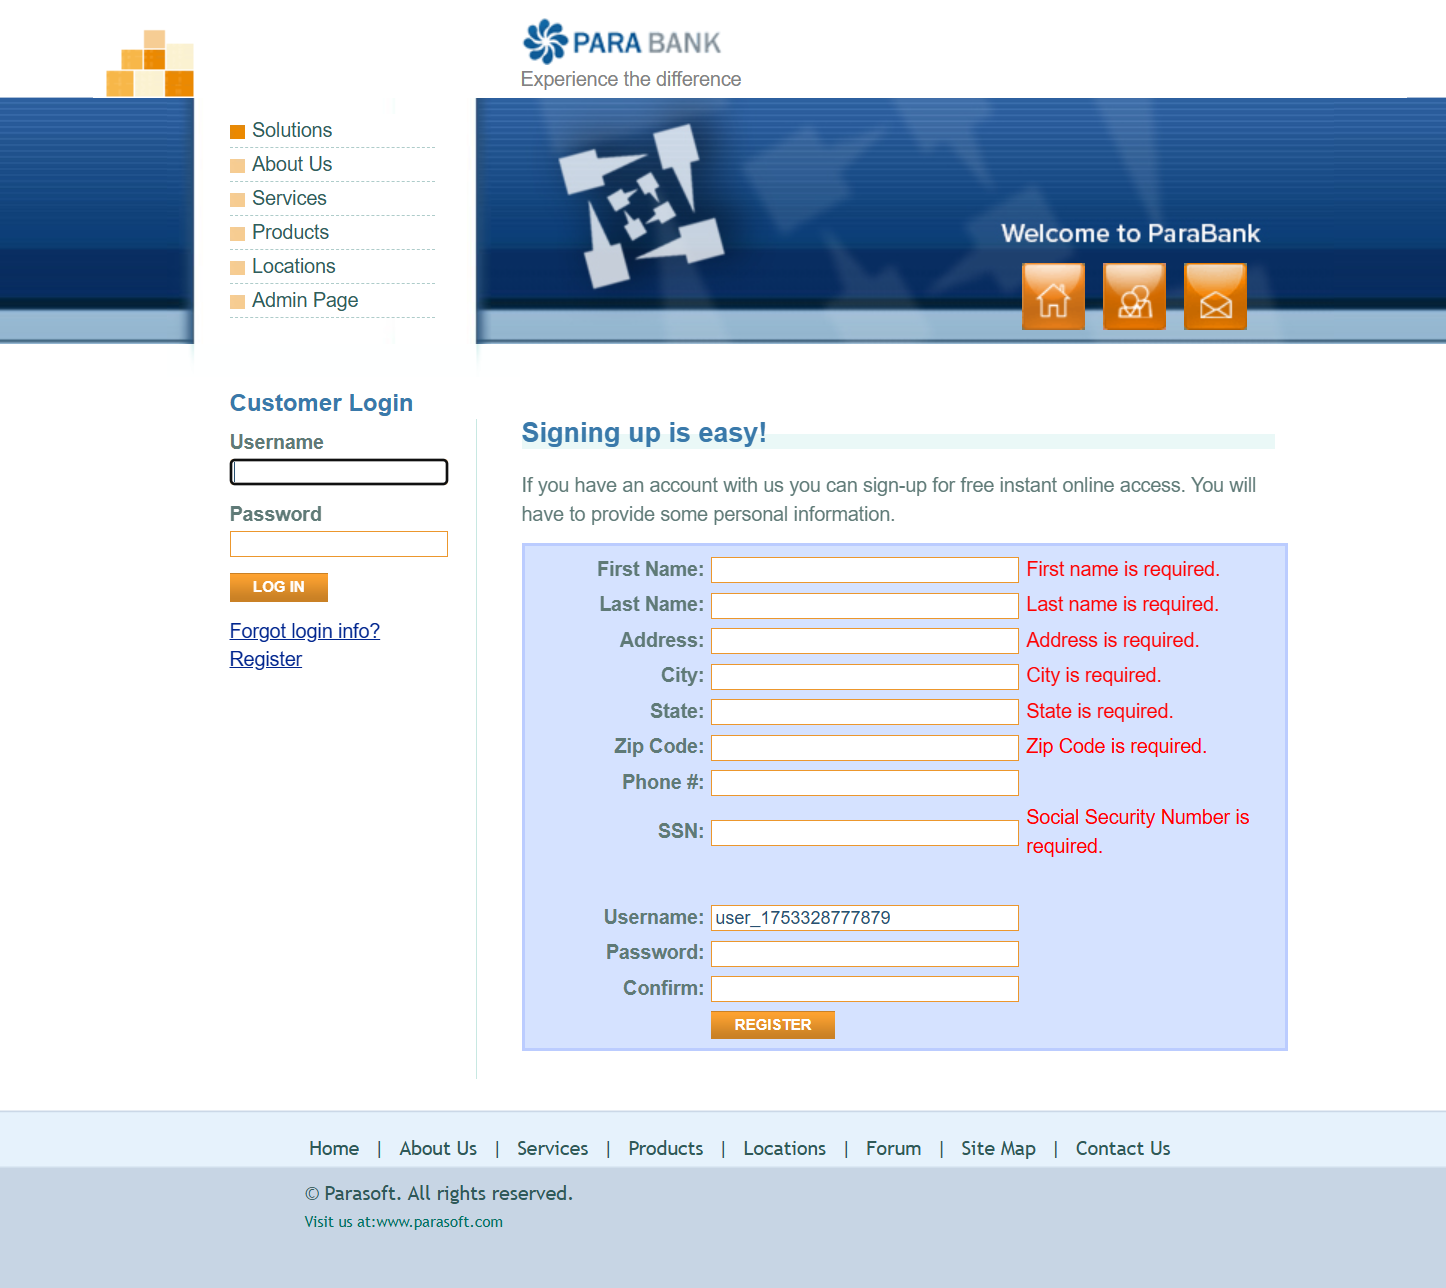 PARA BANK
Experience the difference
Solutions
About Us
Services
Products
Locations
Admin Page
Welcome to ParaBank
Customer Login
Username
Password
LOG IN
Forgot login info?
Register
Signing up is easy!
If you have an account with us you can sign-up for free instant online access. You will
have to provide some personal information.
First Name: First name is required.
Last Name: Last name is required.
Address: Address is required.
City: City is required.
State: State is required.
Zip Code: Zip Code is required.
Phone #:
SSN: Social Security Number is
required.
Username: user_1753328777879
Password:
Confirm:
REGISTER
Home | About Us | Services | Products | Locations | Forum | Site Map | Contact Us
© Parasoft. All rights reserved.
Visit us at:www.parasoft.com